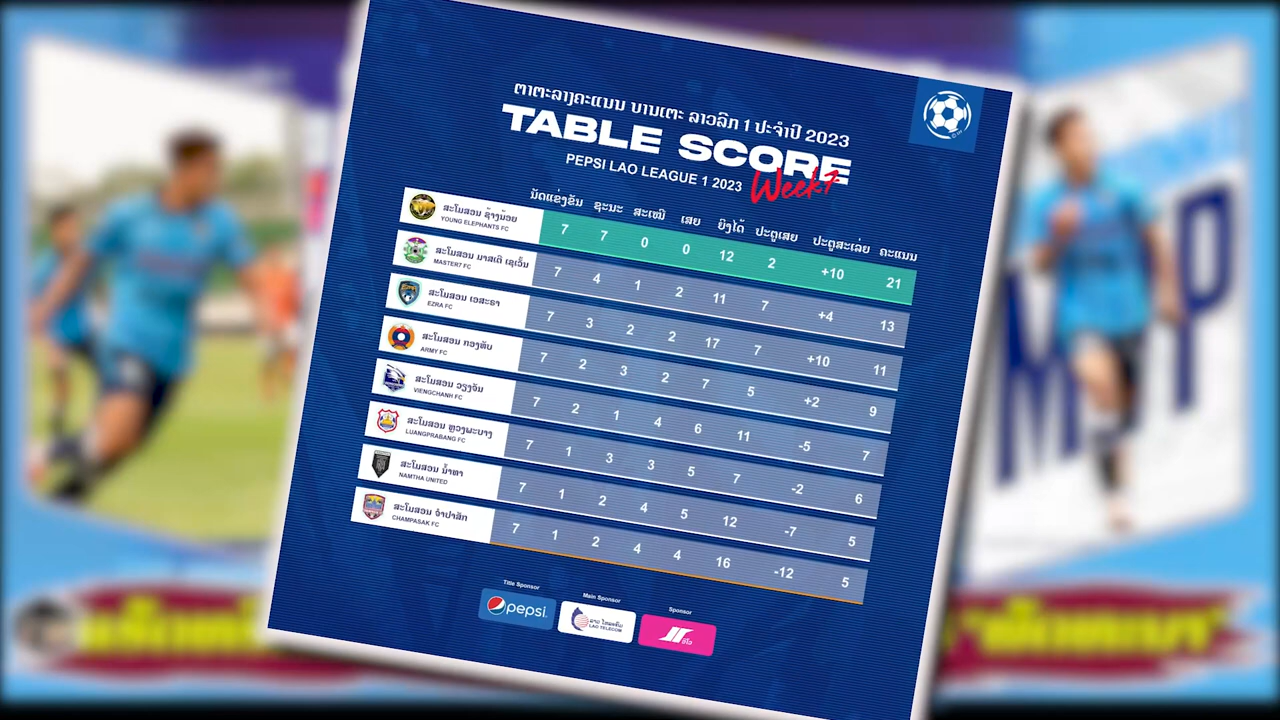 ຕາຕະລາງຄະແນນ ບານເຕະ ລາວລີກ 1 ປະຈຳປີ 2023
TABLE SCORE
PEPSI LAO LEAGUE 1 2023 Week7
ນັດແຂ່ງຂັນ ຊະນະ ສະເໝີ ເສຍ ຍິງໄດ້ ປະຕູເສຍ ປະຕູສະເລ່ຍ ຄະແນນ
ສະໂມສອນ ຊ້າງນ້ອຍ
YOUNG ELEPHANTS FC
7 7 0 0 12 2 +10 21
ສະໂມສອນ ມາສເຕີ ເຊເວັ້ນ
MASTER7 FC
7 4 1 2 11 7 +4 13
ສະໂມສອນ ເອສະຣາ
EZRA FC
7 3 2 2 17 7 +10 11
ສະໂມສອນ ກອງທັບ
ARMY FC
7 2 3 2 7 5 +2 9
ສະໂມສອນ ວຽງຈັນ
VIENGCHANH FC
7 2 1 4 6 11 -5 7
ສະໂມສອນ ຫຼວງພະບາງ
LUANGPRABANG FC
7 1 3 3 5 7 -2 6
ສະໂມສອນ ນ້ຳທາ
NAMTHA UNITED
7 1 2 4 5 12 -7 5
ສະໂມສອນ ຈຳປາສັກ
CHAMPASAK FC
7 1 2 4 4 16 -12 5
Title Sponsor Main Sponsor Sponsor
pepsi
ລາວ ໂທລະຄົມ
LAO TELECOM